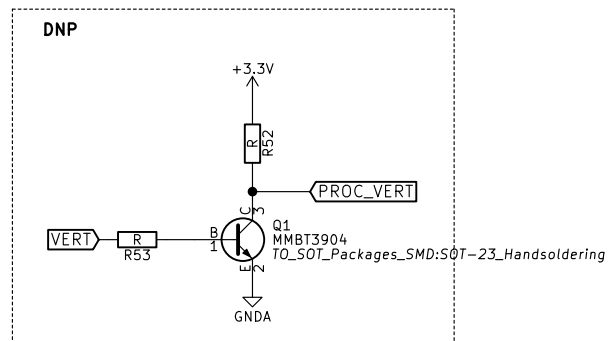 DNP
+3.3V
R
R52
PROC_VERT
C
3
Q1
MMBT3904
TO_SOT_Packages_SMD:SOT-23_Handsoldering
B
1
VERT
R
R53
E
2
GNDA